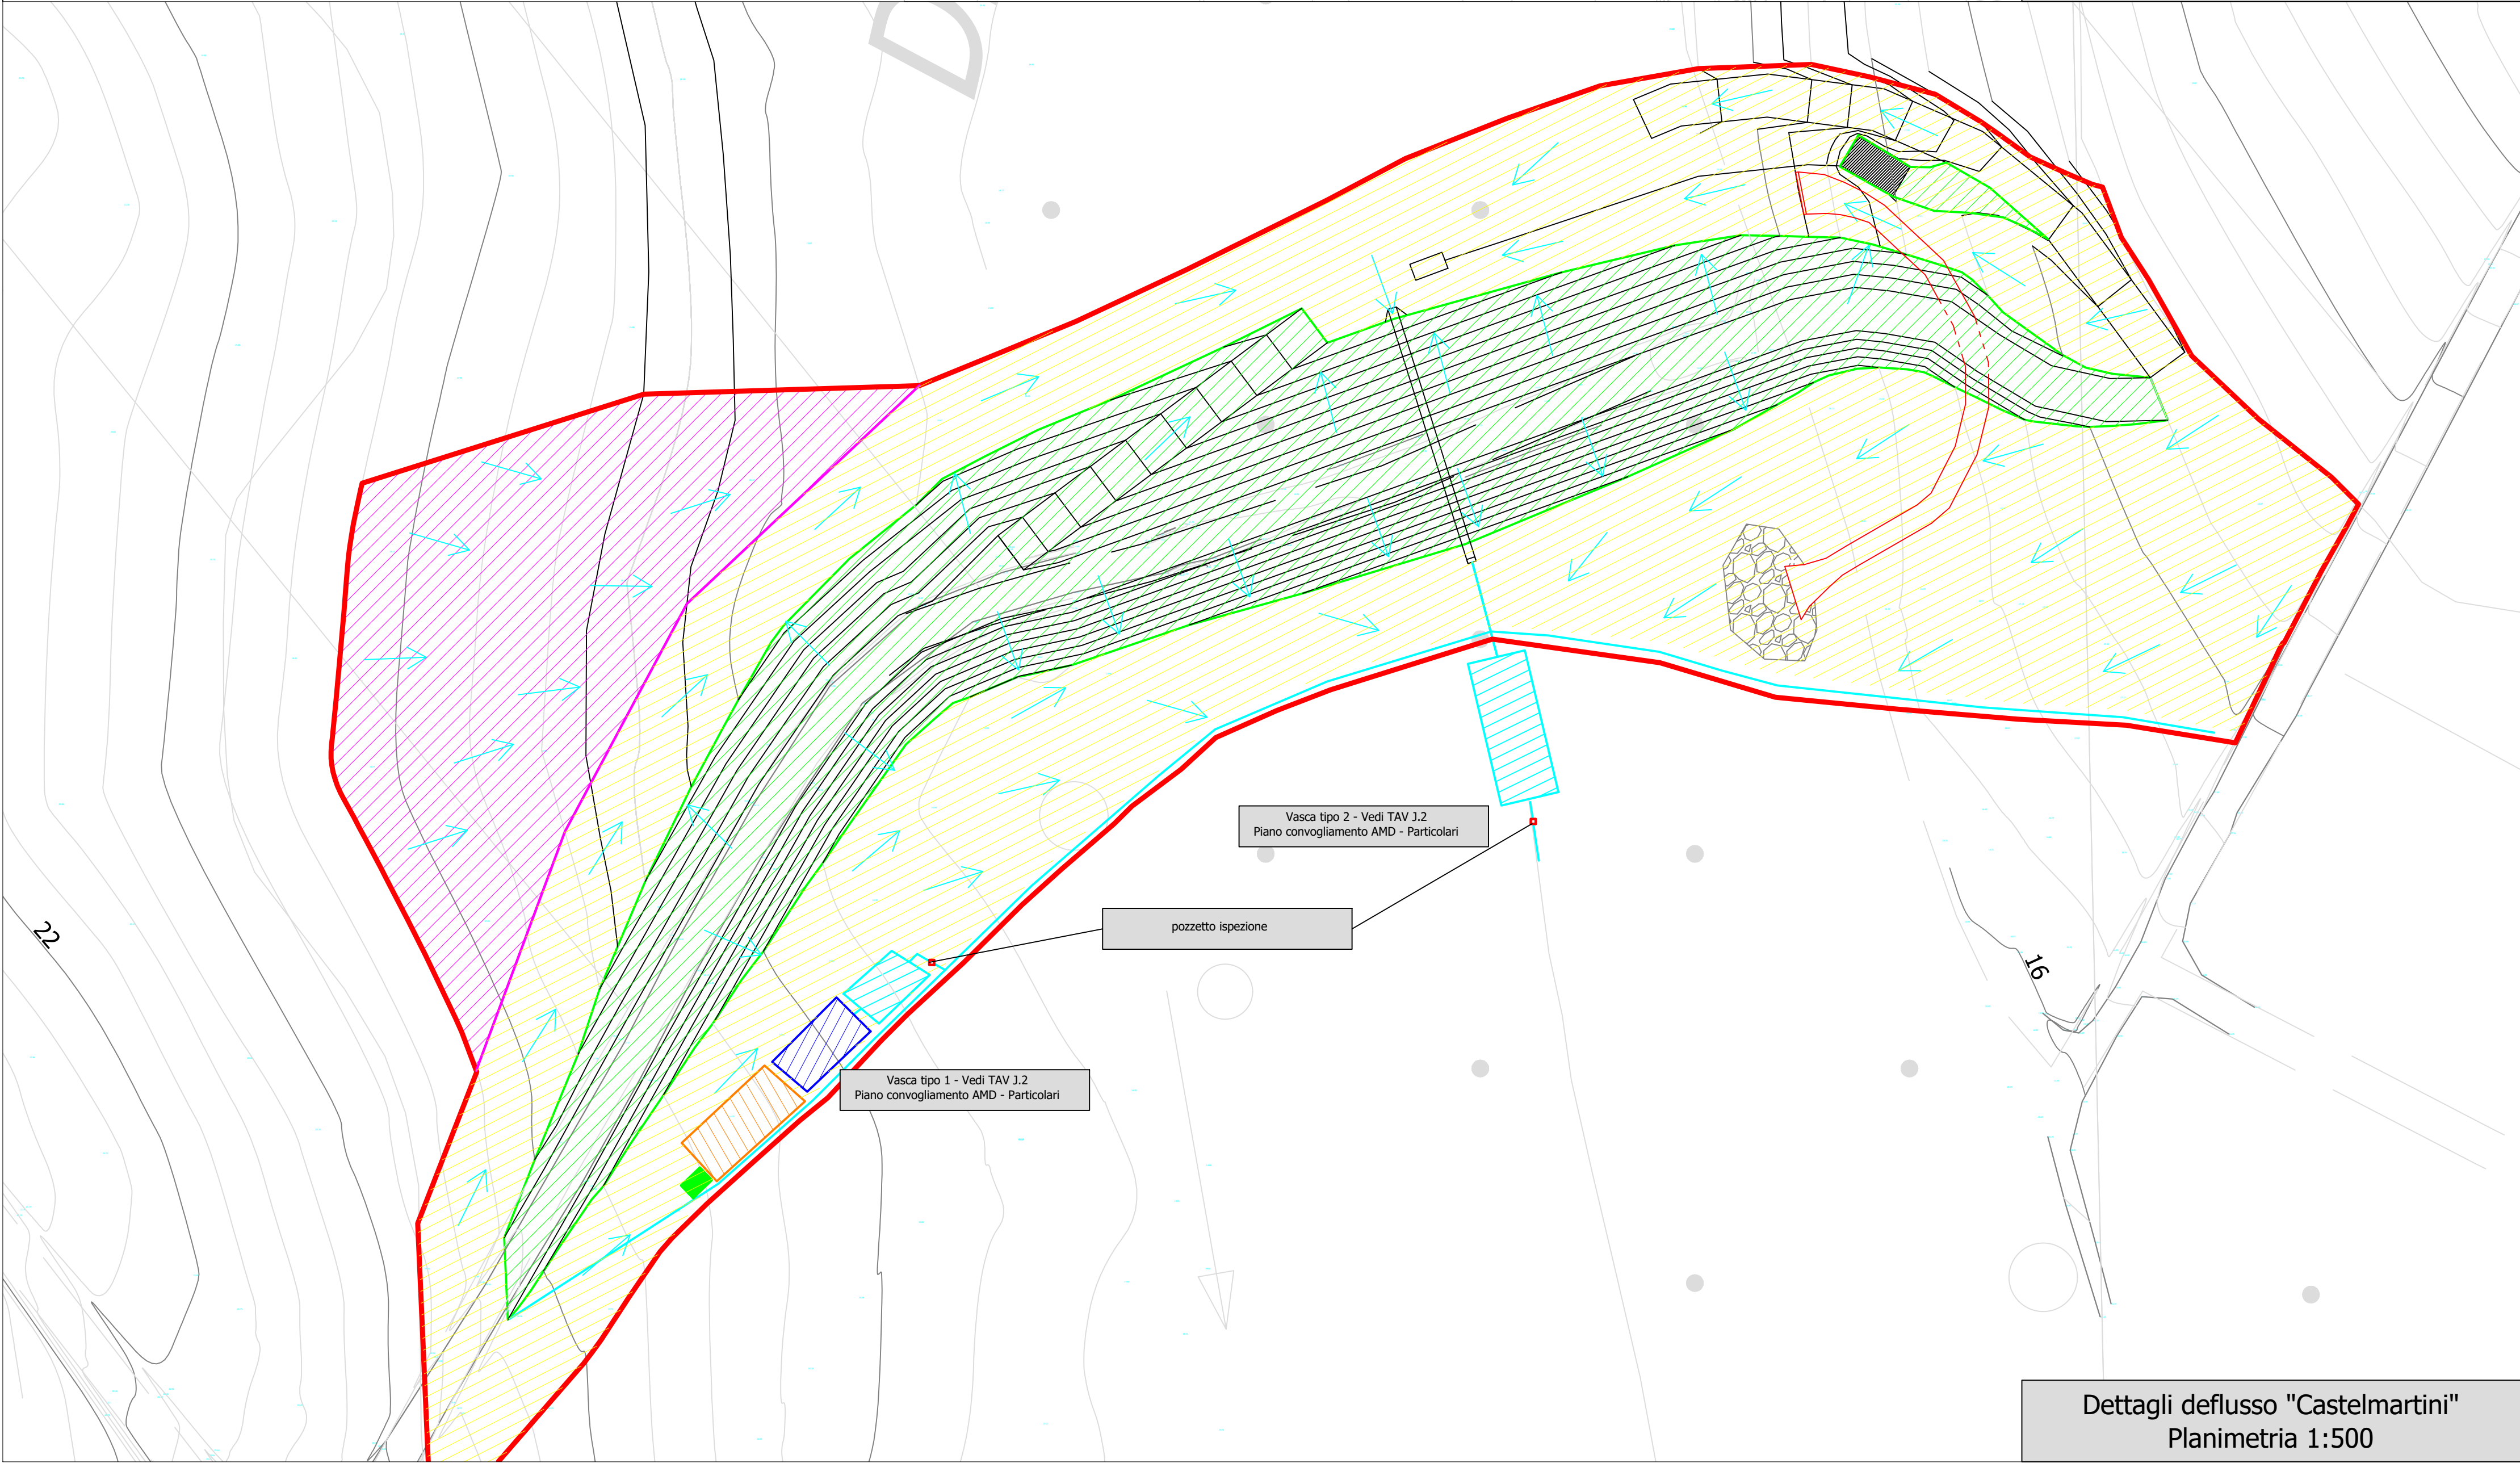 D
Vasca tipo 2 - Vedi TAV J.2
Piano convogliamento AMD - Particolari
pozzetto ispezione
22
16
Vasca tipo 1 - Vedi TAV J.2
Piano convogliamento AMD - Particolari
Dettagli deflusso "Castelmartini"
Planimetria 1:500